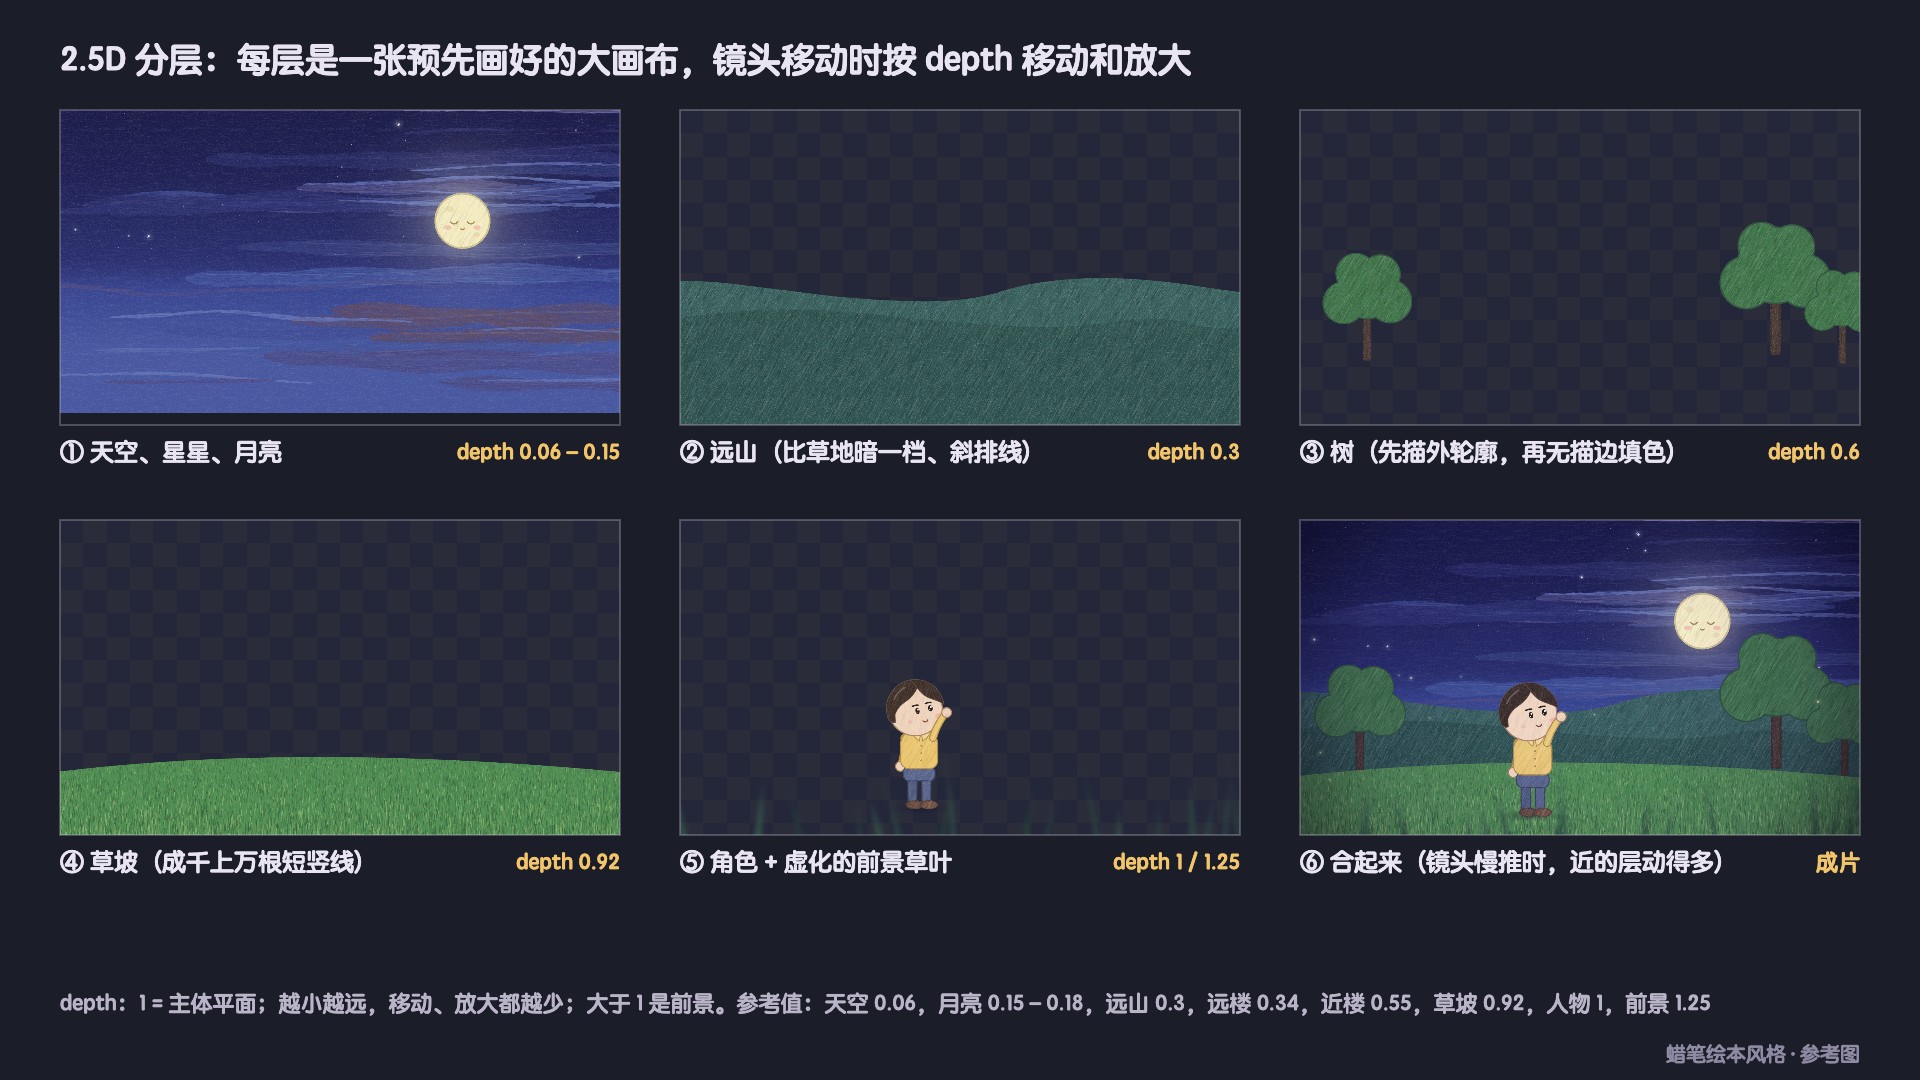 2.5D 分层：每层是一张预先画好的大画布，镜头移动时按 depth 移动和放大
① 天空、星星、月亮 depth 0.06 – 0.15
② 远山（比草地暗一档、斜排线） depth 0.3
③ 树（先描外轮廓，再无描边填色） depth 0.6
④ 草坡（成千上万根短竖线） depth 0.92
⑤ 角色 + 虚化的前景草叶 depth 1 / 1.25
⑥ 合起来（镜头慢推时，近的层动得多） 成片
depth：1 = 主体平面；越小越远，移动、放大都越少；大于 1 是前景。参考值：天空 0.06，月亮 0.15 – 0.18，远山 0.3，远楼 0.34，近楼 0.55，草坡 0.92，人物 1，前景 1.25
蜡笔绘本风格 · 参考图